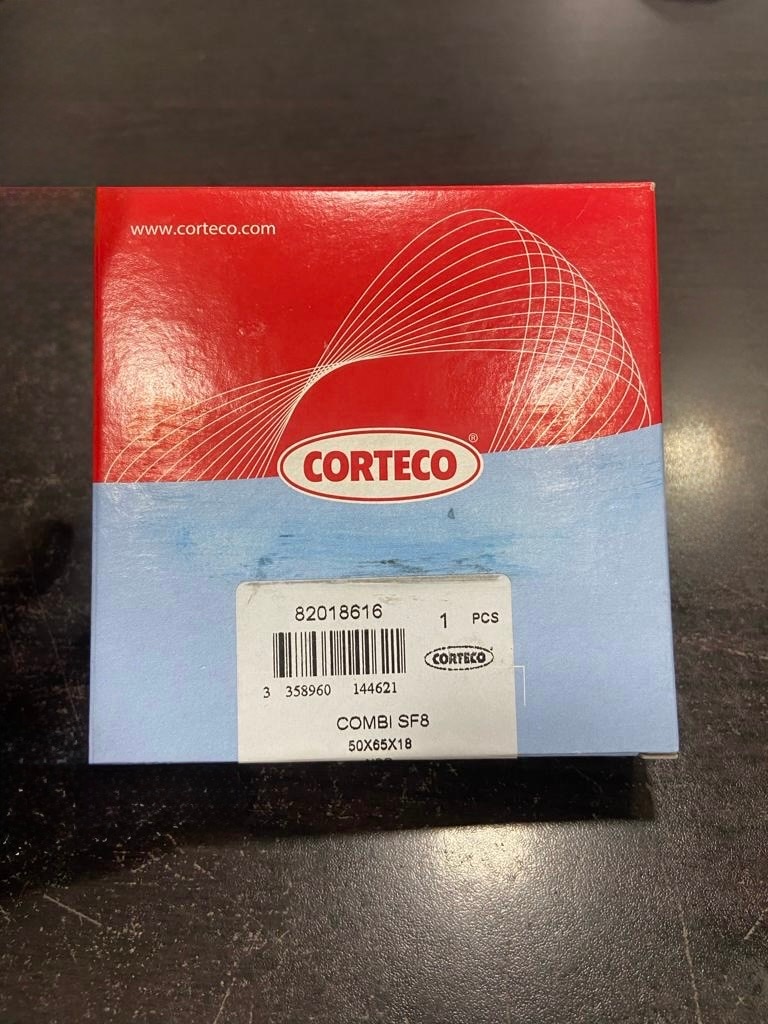 www.corteco.com
CORTECO®
82018616
1 PCS
CORTECO
3 358960 144621
COMBI SF8
50X65X18